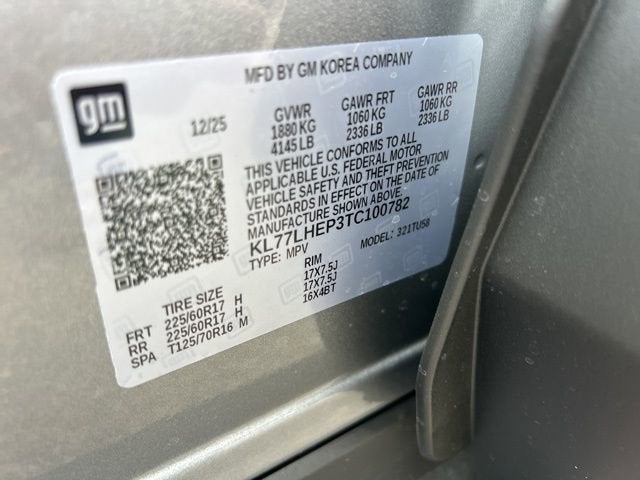 MFD BY GM KOREA COMPANY
gm
12/25
GVWR
1880 KG
4145 LB
GAWR FRT
1060 KG
2336 LB
GAWR RR
1060 KG
2336 LB
THIS VEHICLE CONFORMS TO ALL
APPLICABLE U.S. FEDERAL MOTOR
VEHICLE SAFETY AND THEFT PREVENTION
STANDARDS IN EFFECT ON THE DATE OF
MANUFACTURE SHOWN ABOVE.
KL77LHEP3TC100782
TYPE: MPV
MODEL: 321TU58
TIRE SIZE
RIM
FRT 225/60R17 H 17X7.5J
RR 225/60R17 H 17X7.5J
SPA T125/70R16 M 16X4BT